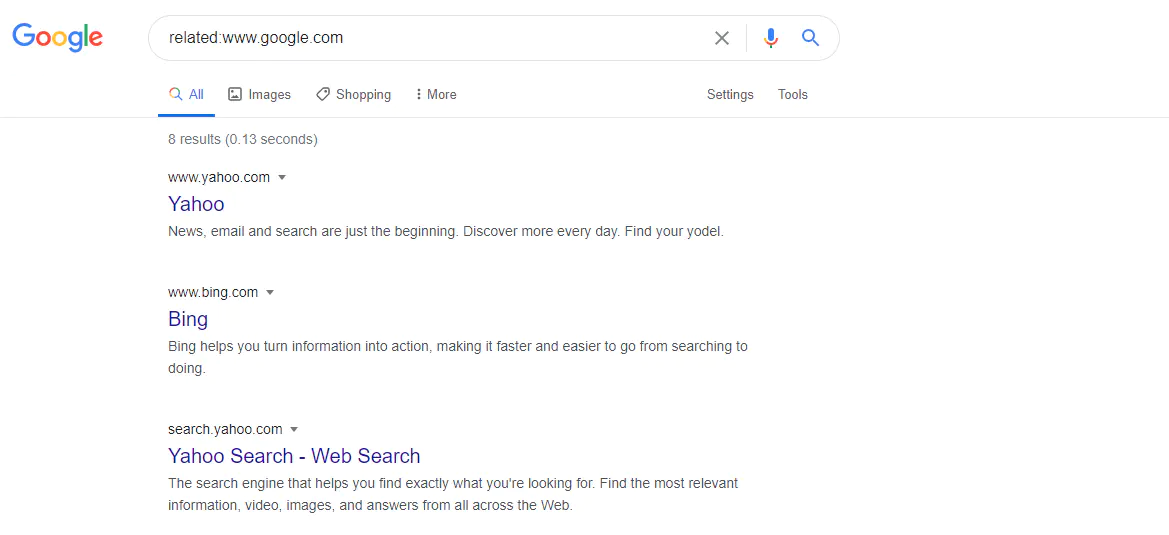 Google
related:www.google.com
All Images Shopping More Settings Tools
8 results (0.13 seconds)
www.yahoo.com
Yahoo
News, email and search are just the beginning. Discover more every day. Find your yodel.
www.bing.com
Bing
Bing helps you turn information into action, making it faster and easier to go from searching to
doing.
search.yahoo.com
Yahoo Search - Web Search
The search engine that helps you find exactly what you're looking for. Find the most relevant
information, video, images, and answers from all across the Web.